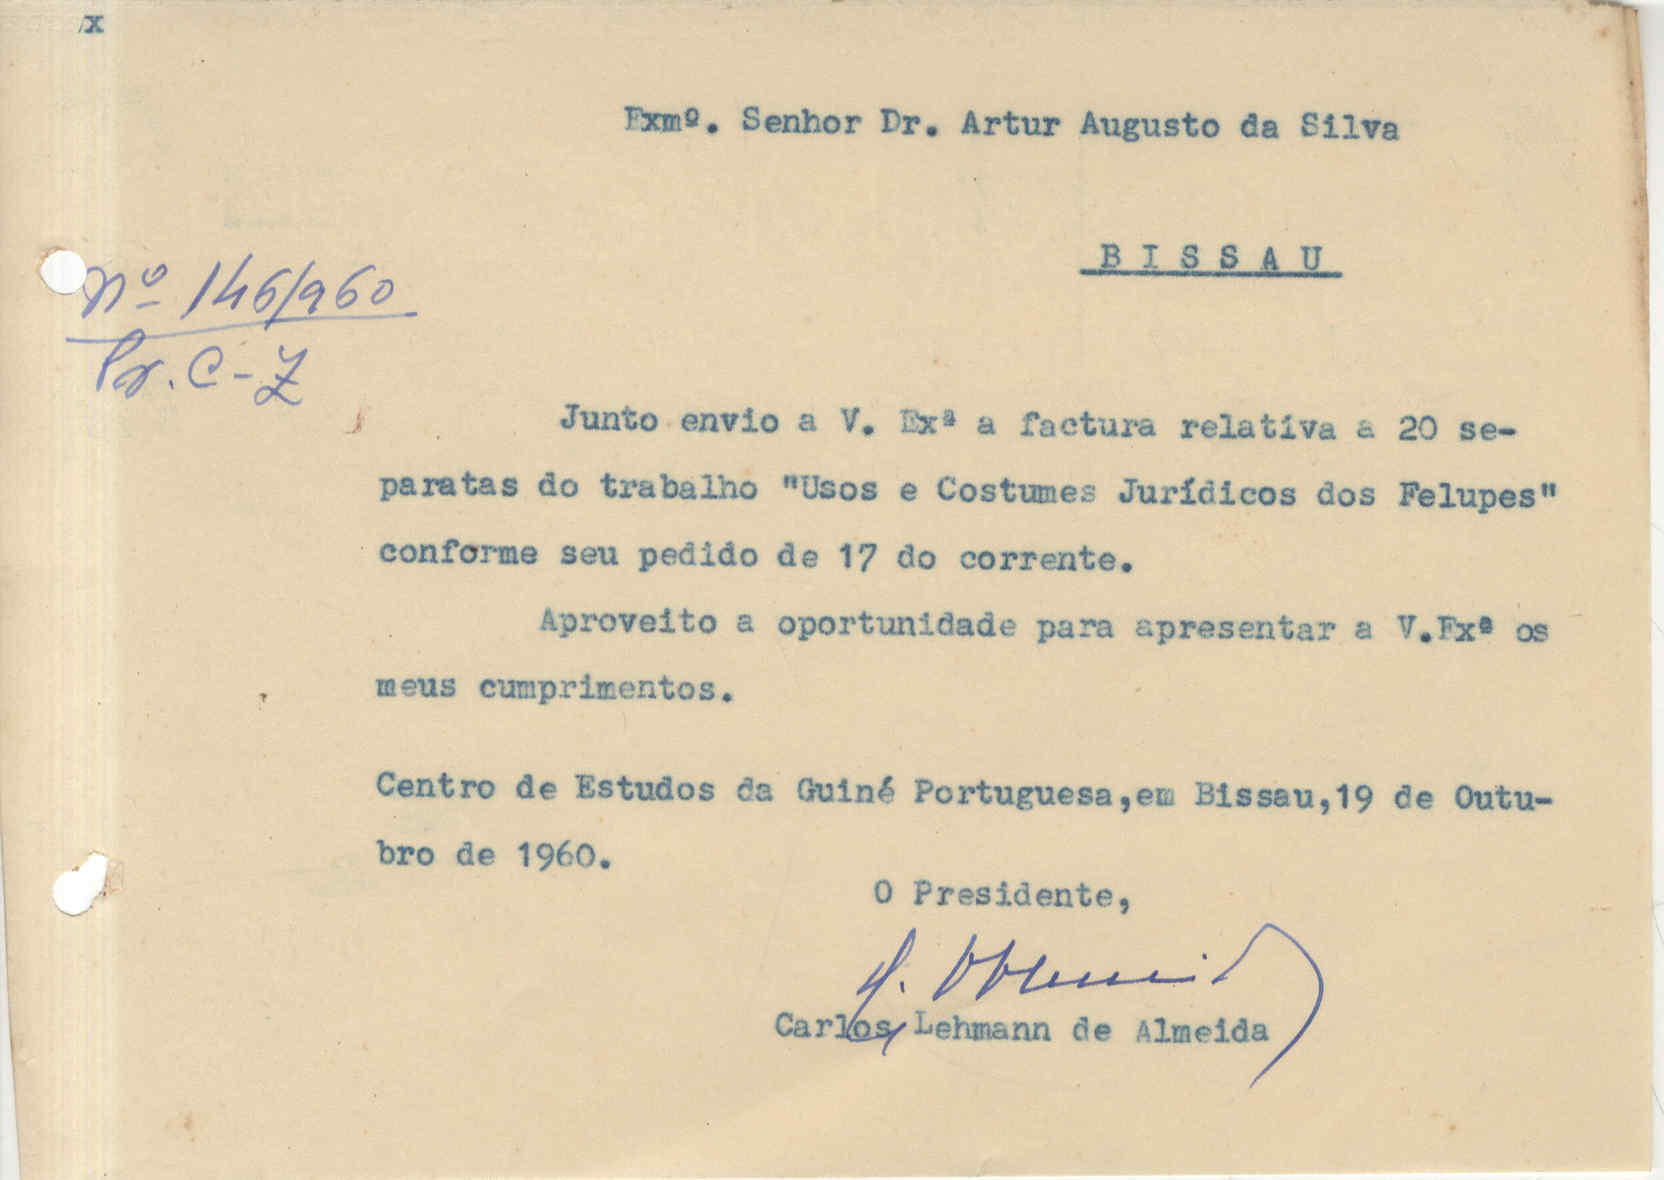 /x
Exmº. Senhor Dr. Artur Augusto da Silva
BISSAU
Nº 146/960
Pr. C-Z
Junto envio a V. Exª a factura relativa a 20 se-
paratas do trabalho "Usos e Costumes Jurídicos dos Felupes"
conforme seu pedido de 17 do corrente.
Aproveito a oportunidade para apresentar a V.Exª os
meus cumprimentos.
Centro de Estudos da Guiné Portuguesa,em Bissau,19 de Outu-
bro de 1960.
O Presidente,
Carlos Lehmann de Almeida